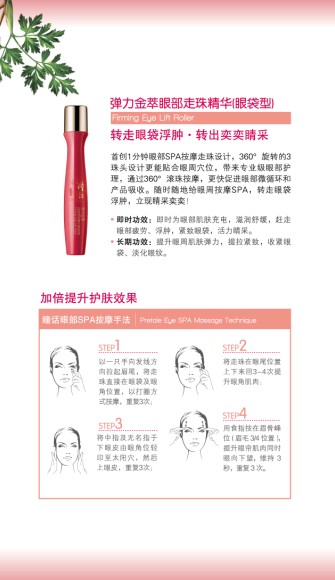 弹力金萃眼部走珠精华(眼袋型)
Firming Eye Lift Roller
转走眼袋浮肿·转出奕奕睛采
首创1分钟眼部SPA按摩走珠设计，360°旋转的3
珠头设计更能贴合眼周穴位，带来专业级眼部护
理，通过360°滚珠按摩，更快促进眼部微循环和
产品吸收。随时随地给眼周按摩SPA，转走眼袋
浮肿，立现睛采奕奕!
• 即时功效：即时为眼部肌肤充电，滋润舒缓，赶走
眼部疲劳、浮肿，紧致眼袋，活力睛采。
• 长期功效：提升眼周肌肤弹力，提拉紧致，收紧眼
袋、淡化眼纹。
加倍提升护肤效果
瞳话眼部SPA按摩手法 | Pretale Eye SPA Massage Technique
STEP1
以一只手向发线方
向拉起眉尾，将走
珠直接在眼袋及眼
角位置，以打圈方
式按摩，重复3次;
STEP2
将走珠在眼尾位置
上下来回3-4次提
升眼角肌肉;
STEP3
将中指及无名指于
下眼皮由眼角位轻
印至太阳穴，然后
上眼皮，重复3次;
STEP4
用食指按在眉骨峰
位(眉毛3/4位置)，
提升眼帘肌肉同时
眼向下望，维持3
秒，重复3次。